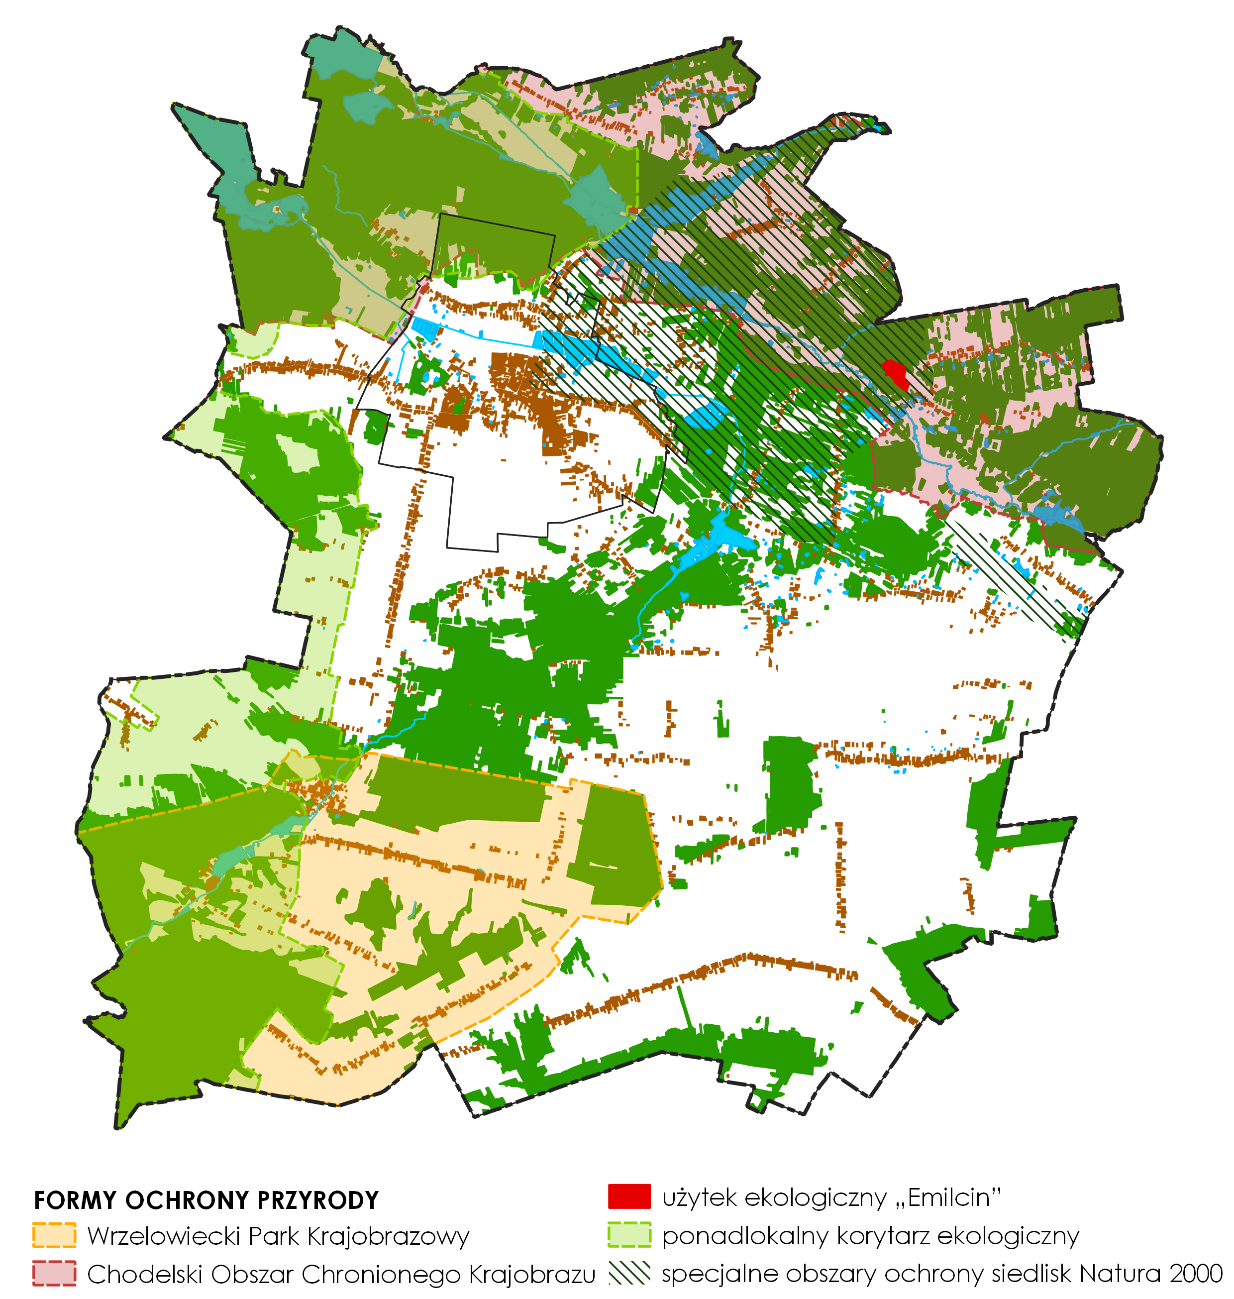 FORMY OCHRONY PRZYRODY
Wrzelowiecki Park Krajobrazowy
Chodelski Obszar Chronionego Krajobrazu
użytek ekologiczny „Emilcin”
ponadlokalny korytarz ekologiczny
specjalne obszary ochrony siedlisk Natura 2000